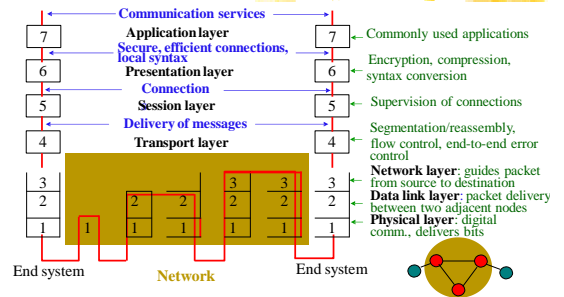 Communication services
7 Application layer 7 Commonly used applications
Secure, efficient connections,
local syntax
6 Presentation layer 6 Encryption, compression,
syntax conversion
Connection
5 Session layer 5 Supervision of connections
Delivery of messages
4 Transport layer 4 Segmentation/reassembly,
flow control, end-to-end error
control
3 3 3 3 Network layer: guides packet
from source to destination
2 2 2 2 2 2 Data link layer: packet delivery
between two adjacent nodes
1 1 1 1 1 1 1 Physical layer: digital
comm., delivers bits
End system Network End system